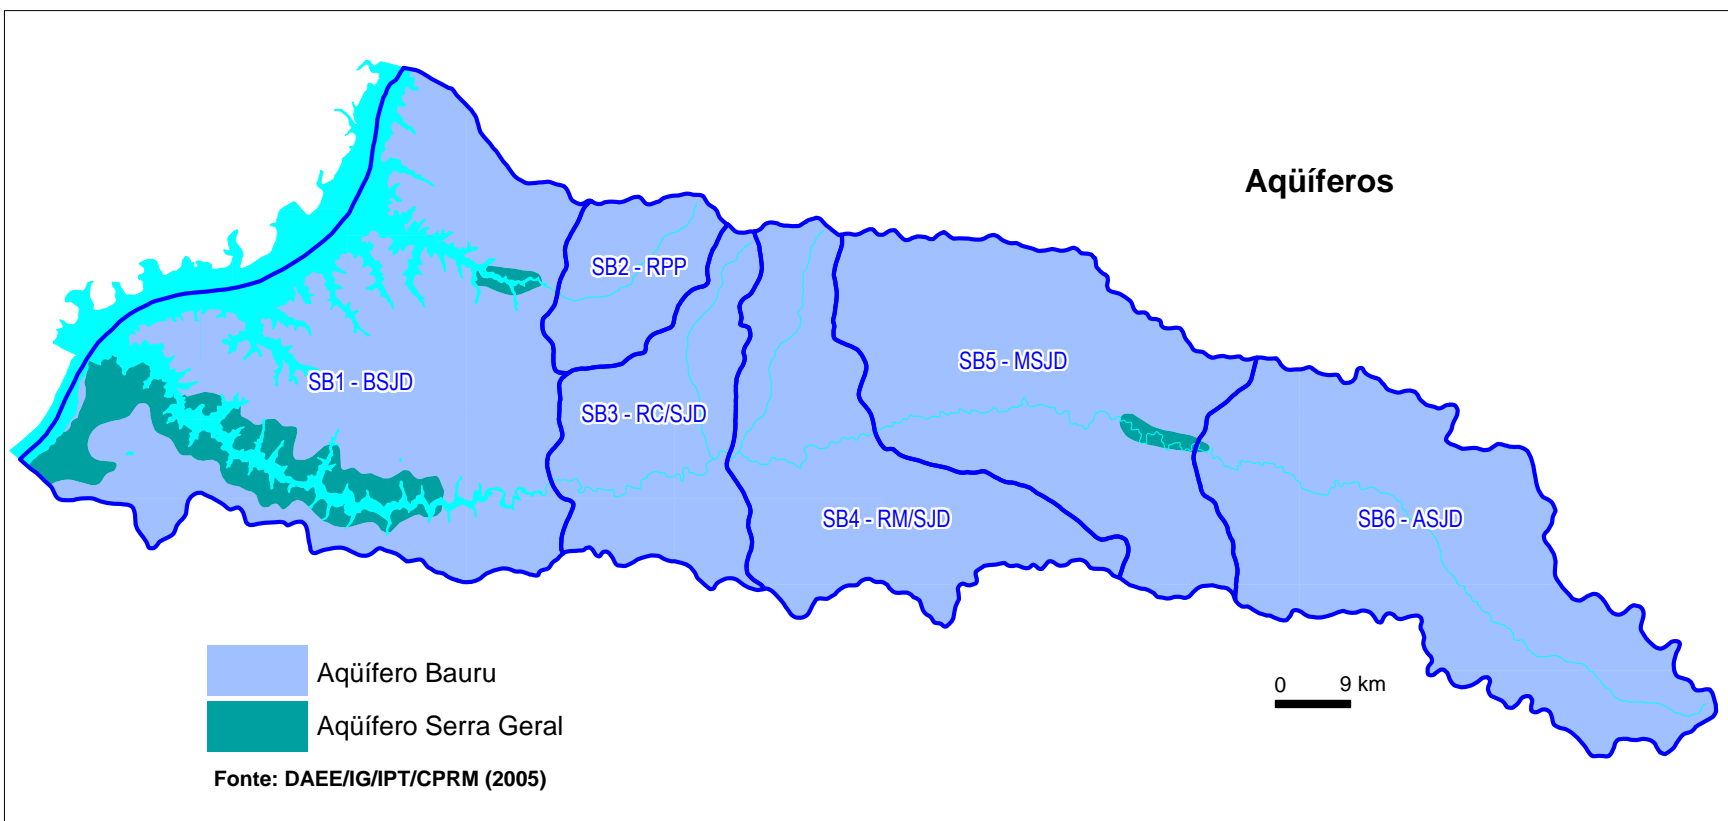 Aqüíferos
SB2 - RPP
SB5 - MSJD
SB1 - BSJD
SB3 - RC/SJD
SB4 - RM/SJD
SB6 - ASJD
Aqüífero Bauru
Aqüífero Serra Geral
0 9 km
Fonte: DAEE/IG/IPT/CPRM (2005)